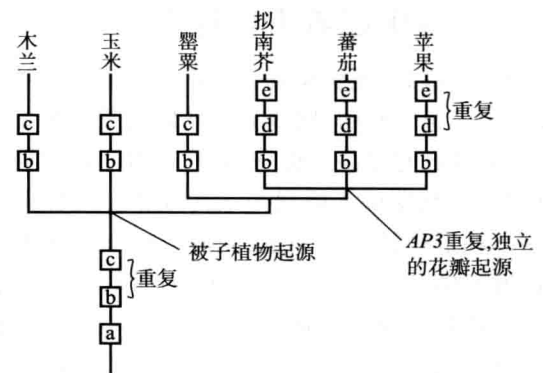 木兰
玉米
罂粟
拟南芥
蕃茄
苹果
e e e
c c c d d d 重复
b b b b b b
被子植物起源
AP3重复,独立
的花瓣起源
c
重复
b
a